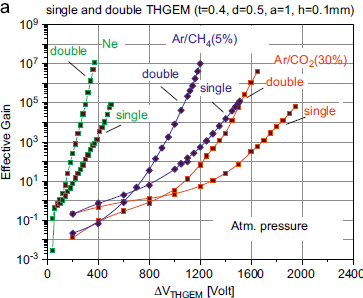 a
single and double THGEM (t=0.4, d=0.5, a=1, h=0.1mm)
Ne
double
single
Ar/CH4(5%)
double
single
Ar/CO2(30%)
double
single
Atm. pressure
Effective Gain
10^9
10^7
10^5
10^3
10^1
10^-1
10^-3
0 400 800 1200 1600 2000 2400
ΔVTHGEM [Volt]